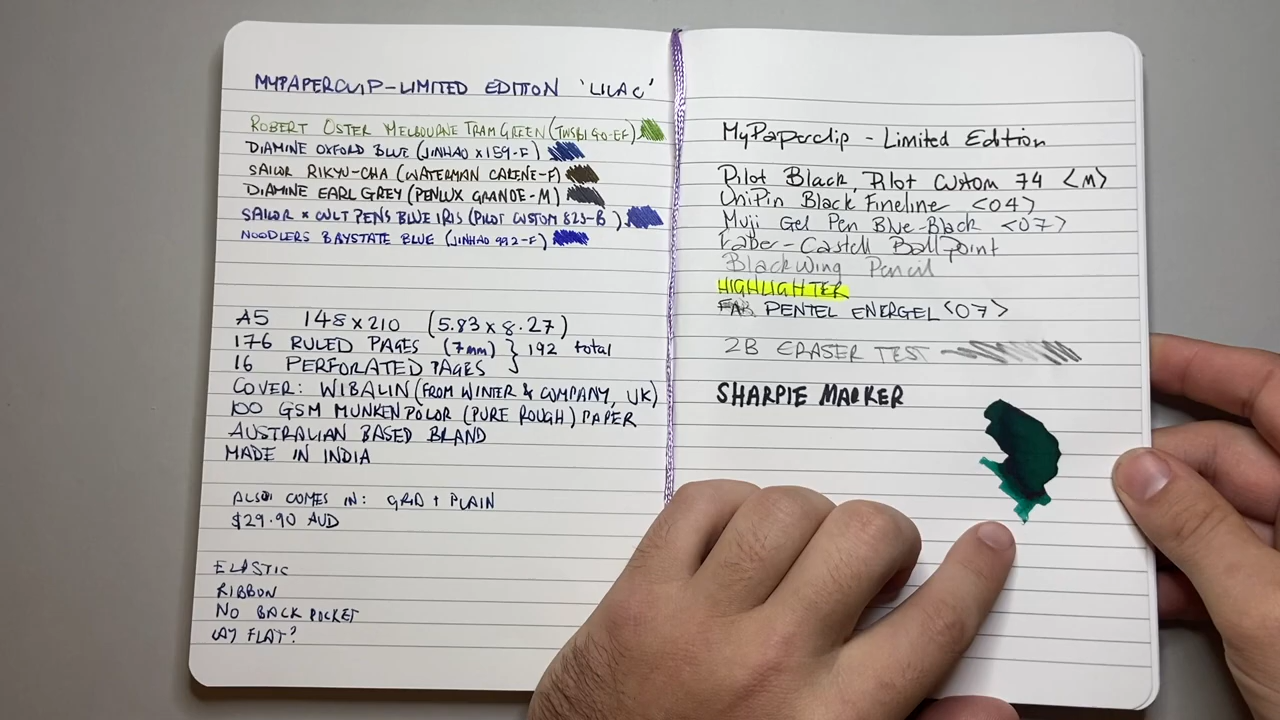 MYPAPERCLIP-LIMITED EDITION 'LILAC'
ROBERT OSTER MELBOURNE TRAM GREEN (TWSBI GO-EF)
DIAMINE OXFORD BLUE (JINHAO X159-F)
SAILOR RIKYU-CHA (WATERMAN CARENE-F)
DIAMINE EARL GREY (PENLUX GRANDE-M)
SAILOR x CULT PENS BLUE IRIS (PILOT CUSTOM 823-B)
NOODLERS BAYSTATE BLUE (JINHAO 992-F)
A5 148x210 (5.83 x 8.27)
176 RULED PAGES (7mm) } 192 total
16 PERFORATED PAGES
COVER: WIBALIN (FROM WINTER & COMPANY, UK)
100 GSM MUNKEN POLOR (PURE ROUGH) PAPER
AUSTRALIAN BASED BRAND
MADE IN INDIA
ALSO COMES IN: GRID + PLAIN
$29.90 AUD
ELASTIC
RIBBON
NO BACK POCKET
LAY FLAT?
MyPaperclip - Limited Edition
Pilot Black, Pilot Custom 74 <M>
UniPin Black Fineline <04>
Muji Gel Pen Blue-Black <07>
Faber-Castell Ballpoint
Blackwing Pencil
HIGHLIGHTER
PENTEL ENERGEL <07>
2B ERASER TEST
SHARPIE MARKER